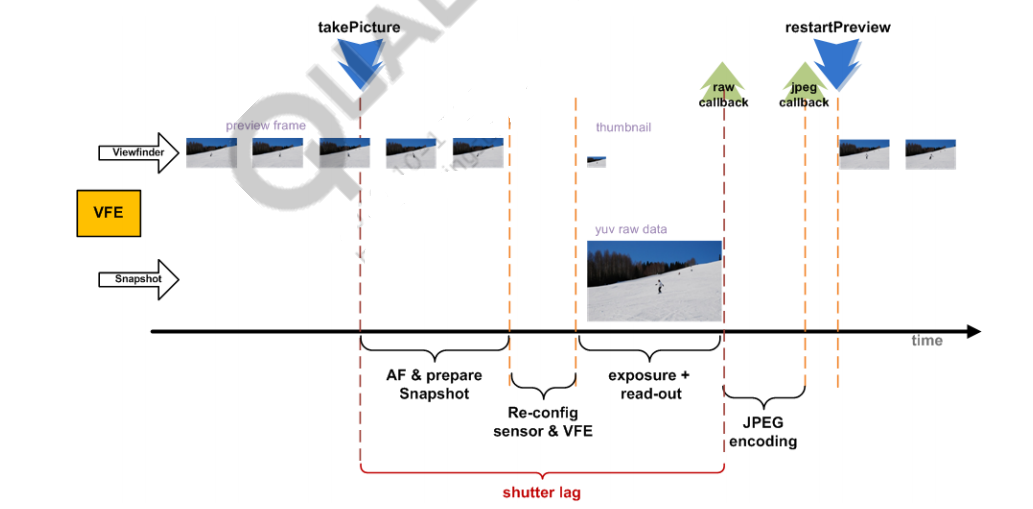 takePicture
restartPreview
raw
callback
jpeg
callback
preview frame
thumbnail
Viewfinder
VFE
yuv raw data
Snapshot
time
AF & prepare
Snapshot
exposure +
read-out
Re-config
sensor & VFE
JPEG
encoding
shutter lag